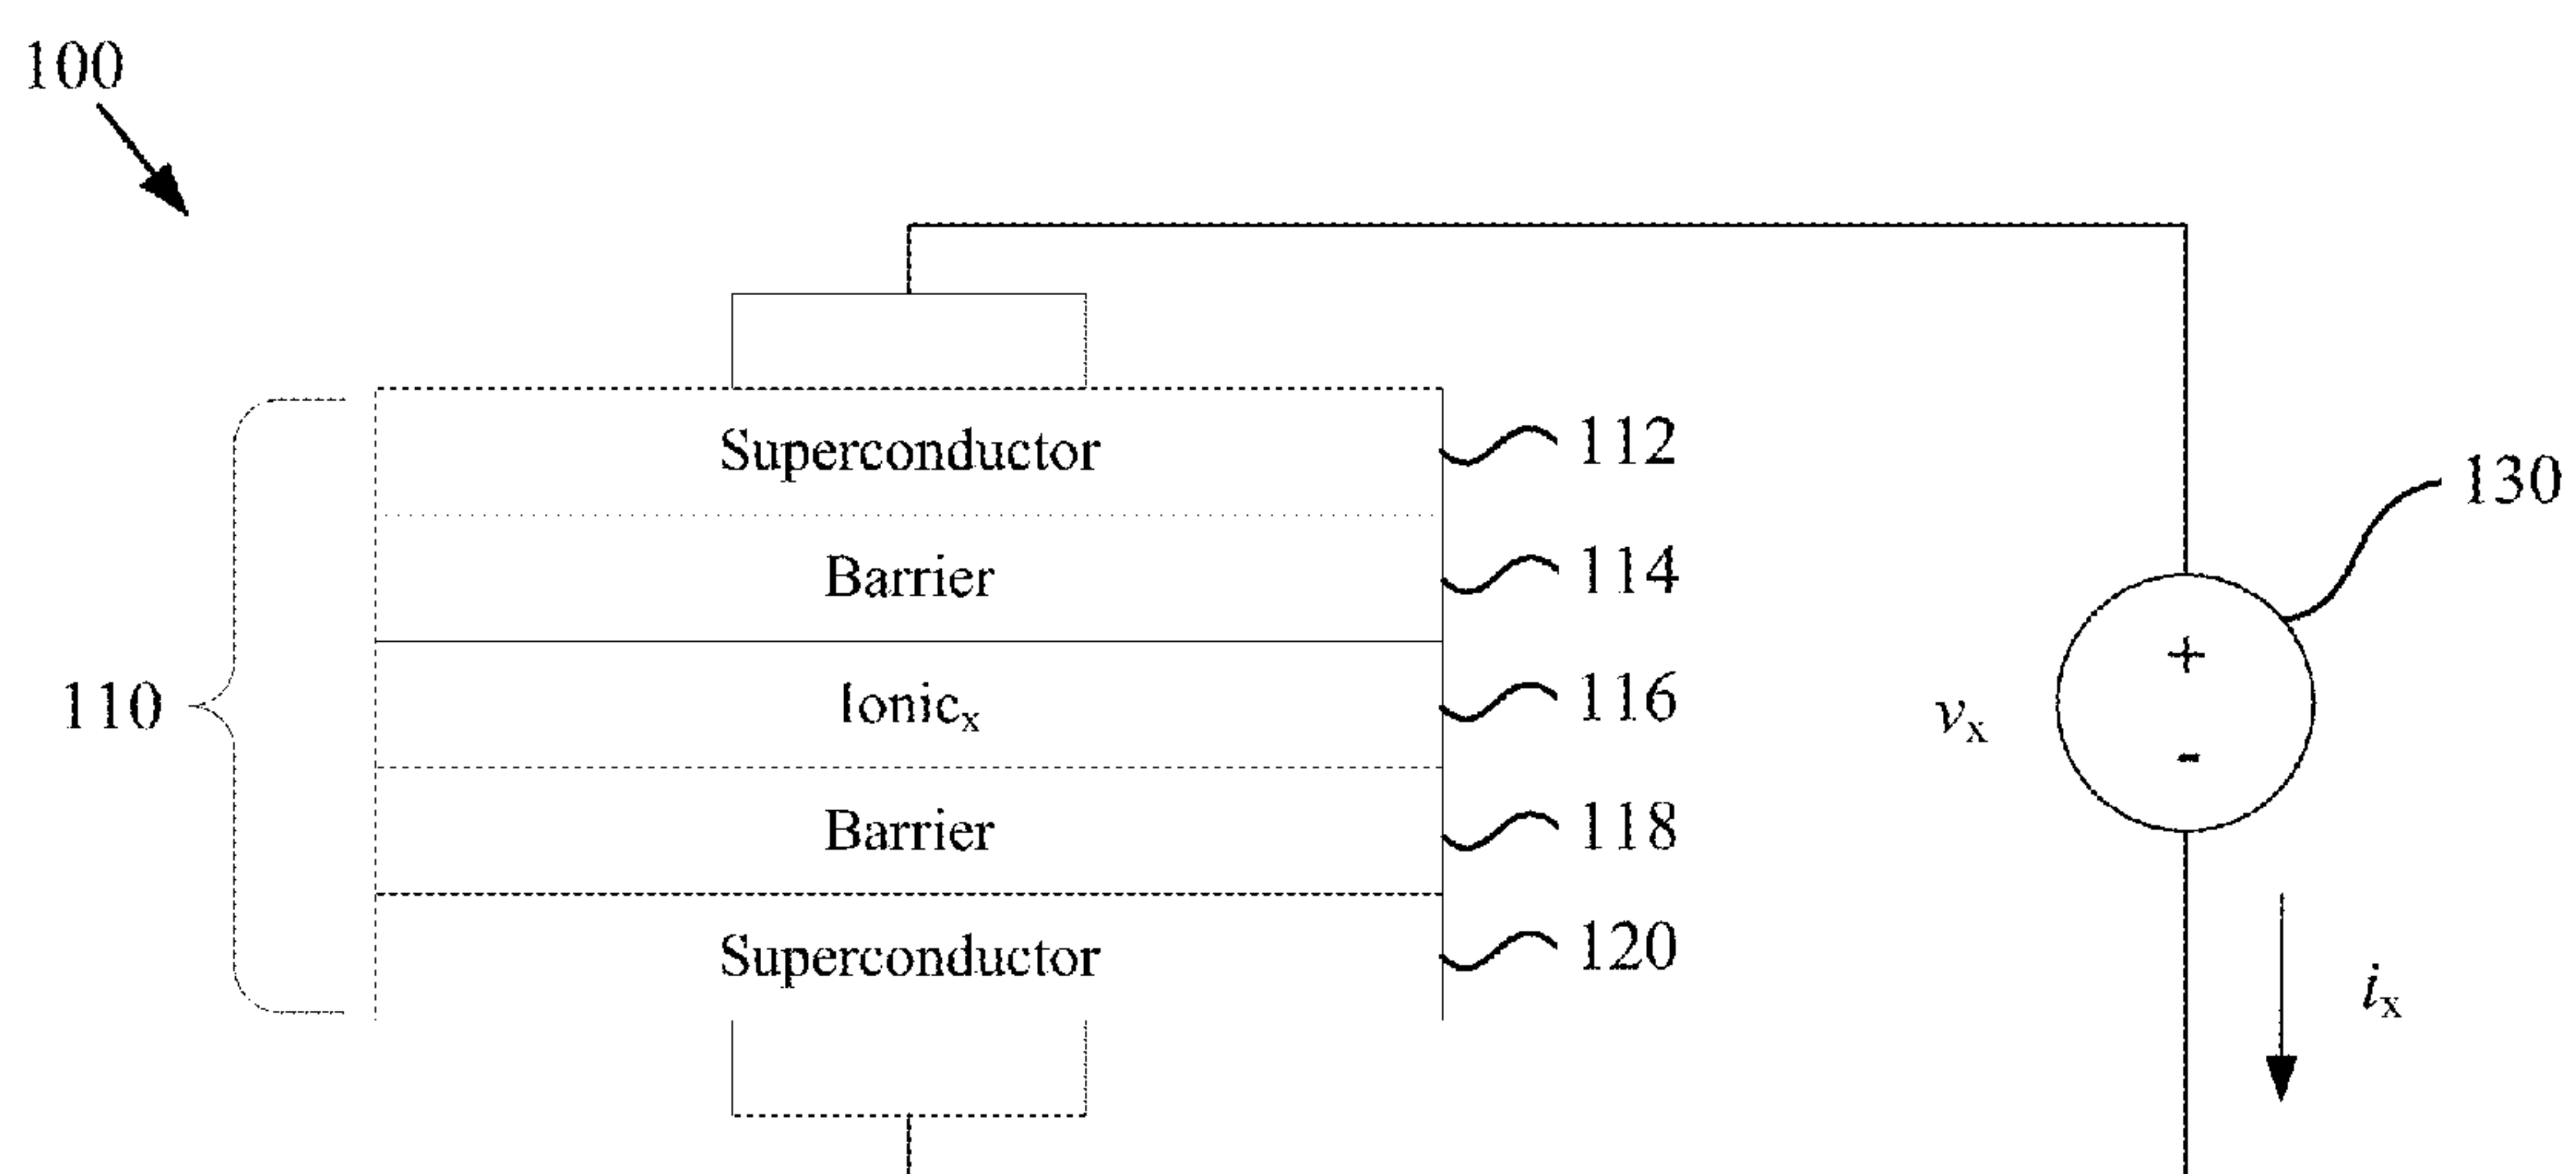 100
Superconductor 112
130
Barrier 114
+
110 Ionicx 116 vx
-
Barrier 118
Superconductor 120
ix